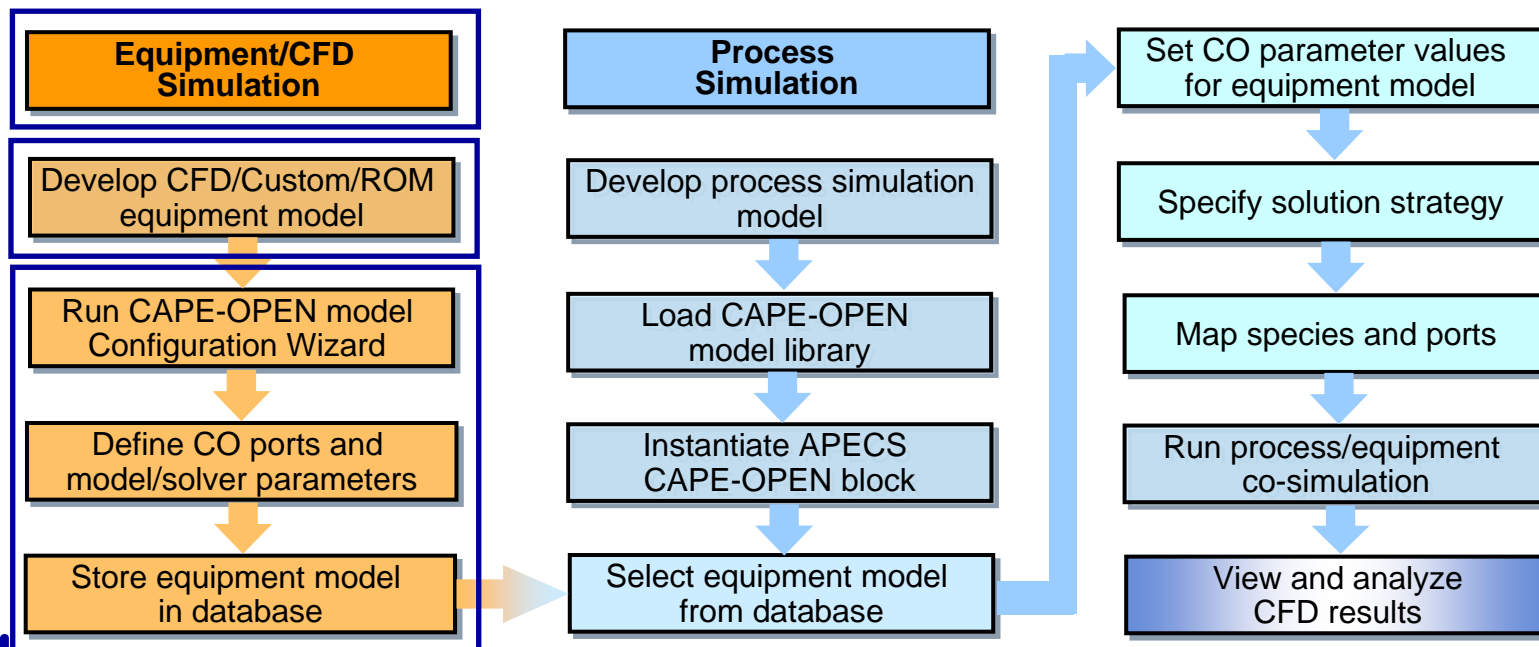 Equipment/CFD
Simulation
Develop CFD/Custom/ROM
equipment model
Run CAPE-OPEN model
Configuration Wizard
Define CO ports and
model/solver parameters
Store equipment model
in database
Process
Simulation
Develop process simulation
model
Load CAPE-OPEN
model library
Instantiate APECS
CAPE-OPEN block
Select equipment model
from database
Set CO parameter values
for equipment model
Specify solution strategy
Map species and ports
Run process/equipment
co-simulation
View and analyze
CFD results